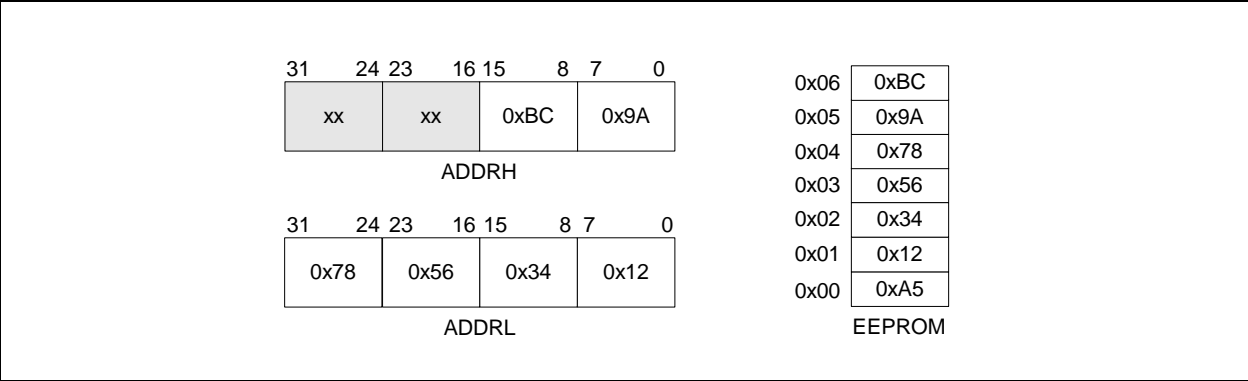 31 24 23 16 15 8 7 0
xx xx 0xBC 0x9A
ADDRH
31 24 23 16 15 8 7 0
0x78 0x56 0x34 0x12
ADDRL
0x06 0xBC
0x05 0x9A
0x04 0x78
0x03 0x56
0x02 0x34
0x01 0x12
0x00 0xA5
EEPROM